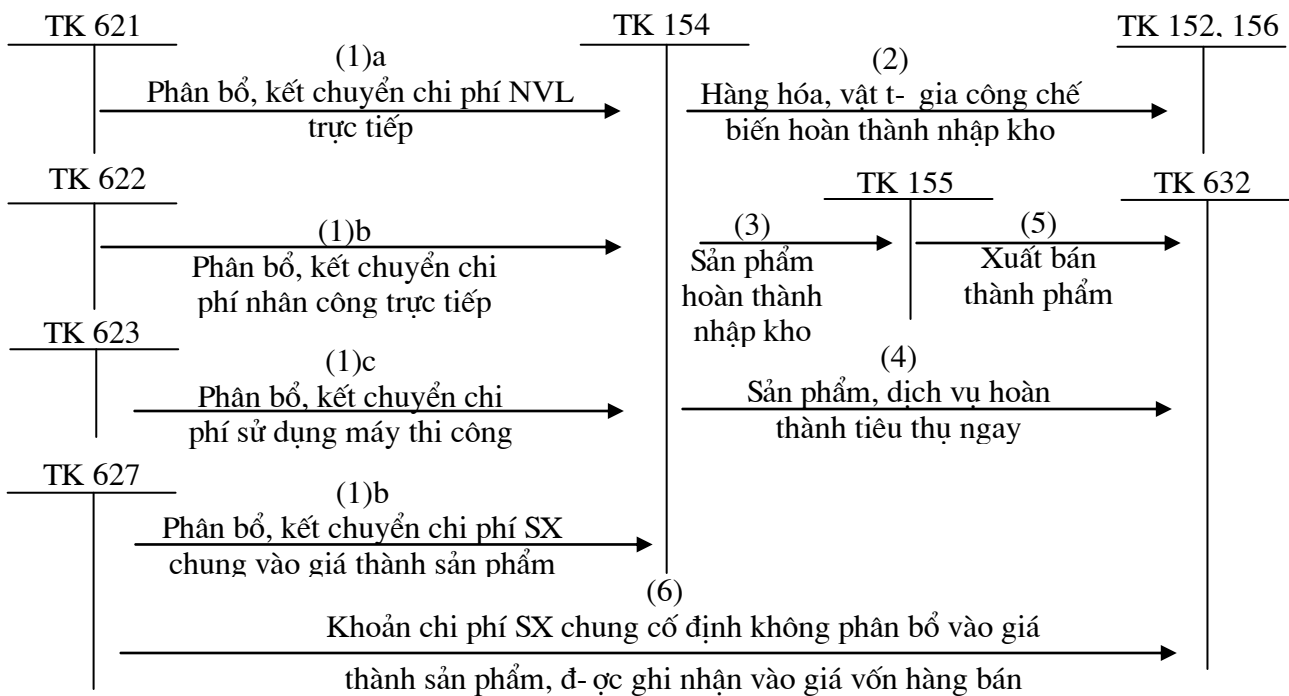 TK 621
TK 154
TK 152, 156
(1)a
Phân bổ, kết chuyển chi phí NVL
trực tiếp
(2)
Hàng hóa, vật t- gia công chế
biến hoàn thành nhập kho
TK 622
TK 155
TK 632
(1)b
Phân bổ, kết chuyển chi
phí nhân công trực tiếp
(3)
Sản phẩm
hoàn thành
nhập kho
(5)
Xuất bán
thành phẩm
TK 623
(1)c
Phân bổ, kết chuyển chi
phí sử dụng máy thi công
(4)
Sản phẩm, dịch vụ hoàn
thành tiêu thụ ngay
TK 627
(1)b
Phân bổ, kết chuyển chi phí SX
chung vào giá thành sản phẩm
(6)
Khoản chi phí SX chung cố định không phân bổ vào giá
thành sản phẩm, đ- ợc ghi nhận vào giá vốn hàng bán